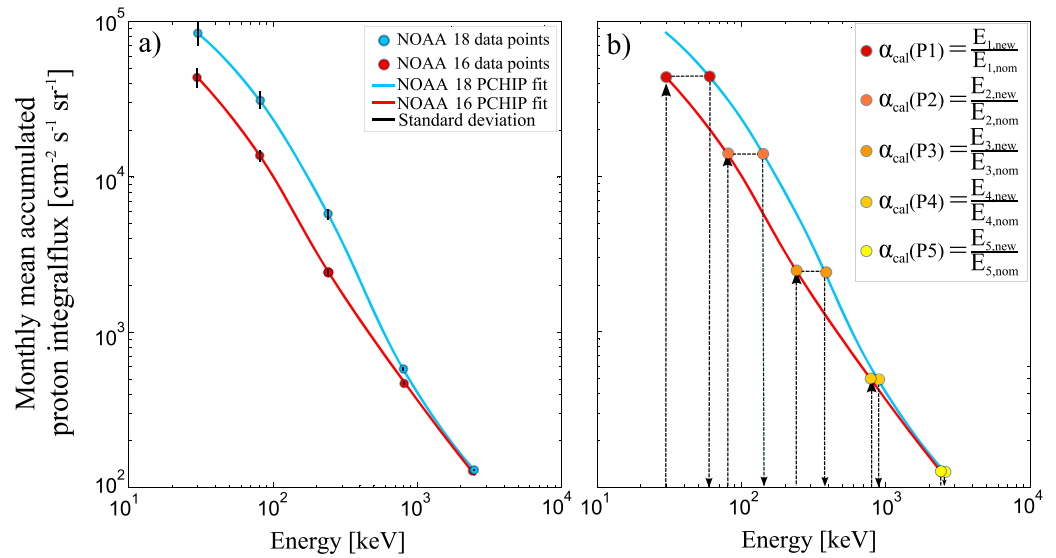 Monthly mean accumulated
proton integralflux [cm⁻² s⁻¹ sr⁻¹]
10⁵
10⁴
10³
10²
a)
NOAA 18 data points
NOAA 16 data points
NOAA 18 PCHIP fit
NOAA 16 PCHIP fit
Standard deviation
10¹ 10² 10³ 10⁴
Energy [keV]
b)
α_cal(P1) = E_1,new / E_1,nom
α_cal(P2) = E_2,new / E_2,nom
α_cal(P3) = E_3,new / E_3,nom
α_cal(P4) = E_4,new / E_4,nom
α_cal(P5) = E_5,new / E_5,nom
10¹ 10² 10³ 10⁴
Energy [keV]